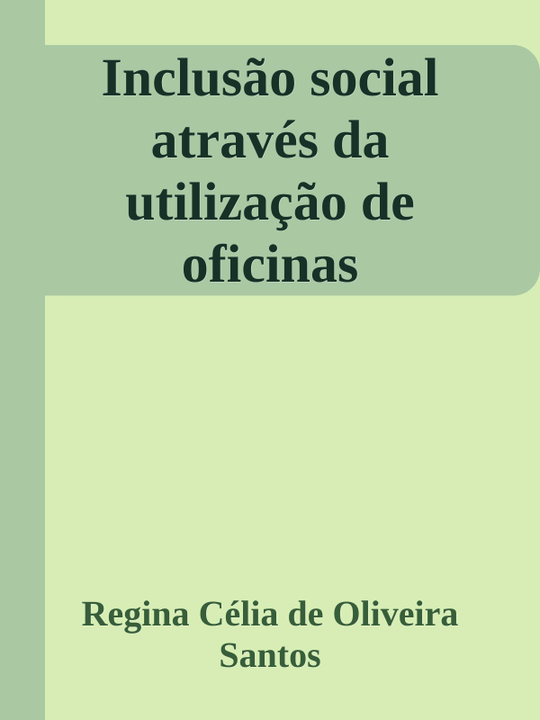 Inclusão social
através da
utilização de
oficinas
Regina Célia de Oliveira
Santos